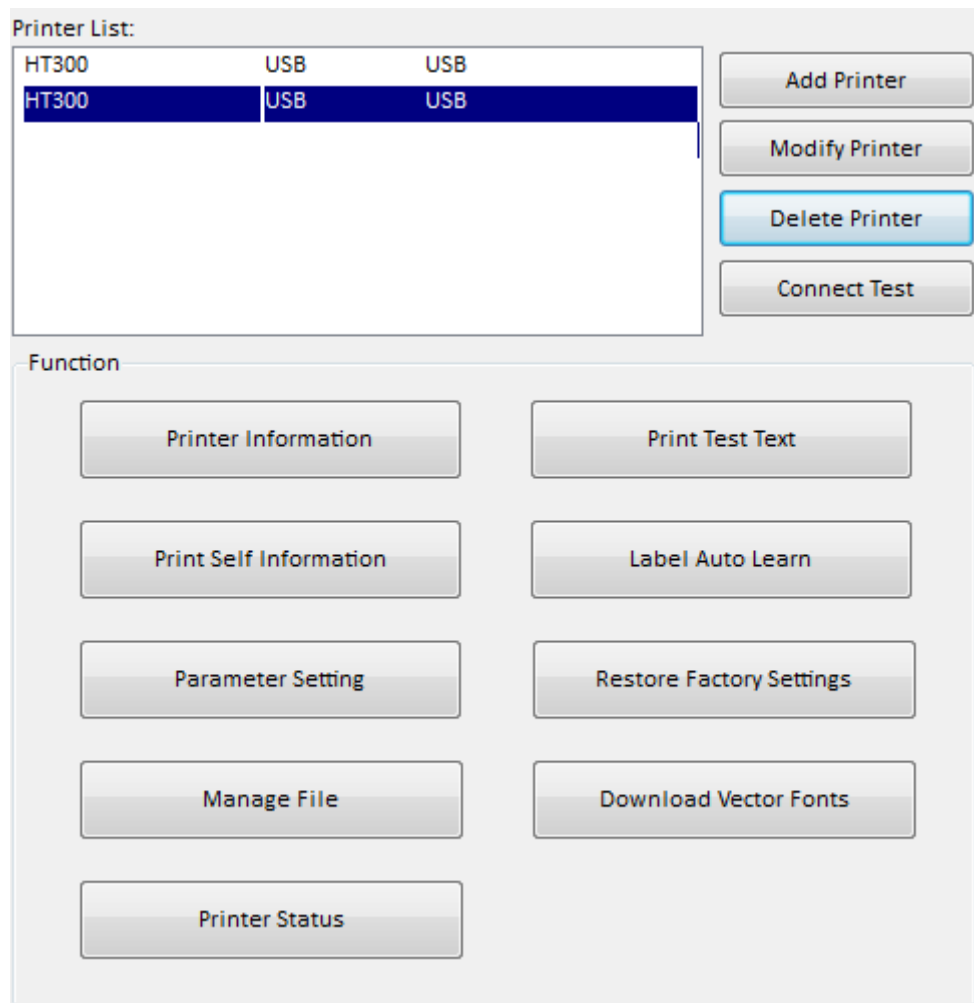 Printer List:
HT300 USB USB
HT300 USB USB
Add Printer
Modify Printer
Delete Printer
Connect Test
Function
Printer Information
Print Test Text
Print Self Information
Label Auto Learn
Parameter Setting
Restore Factory Settings
Manage File
Download Vector Fonts
Printer Status